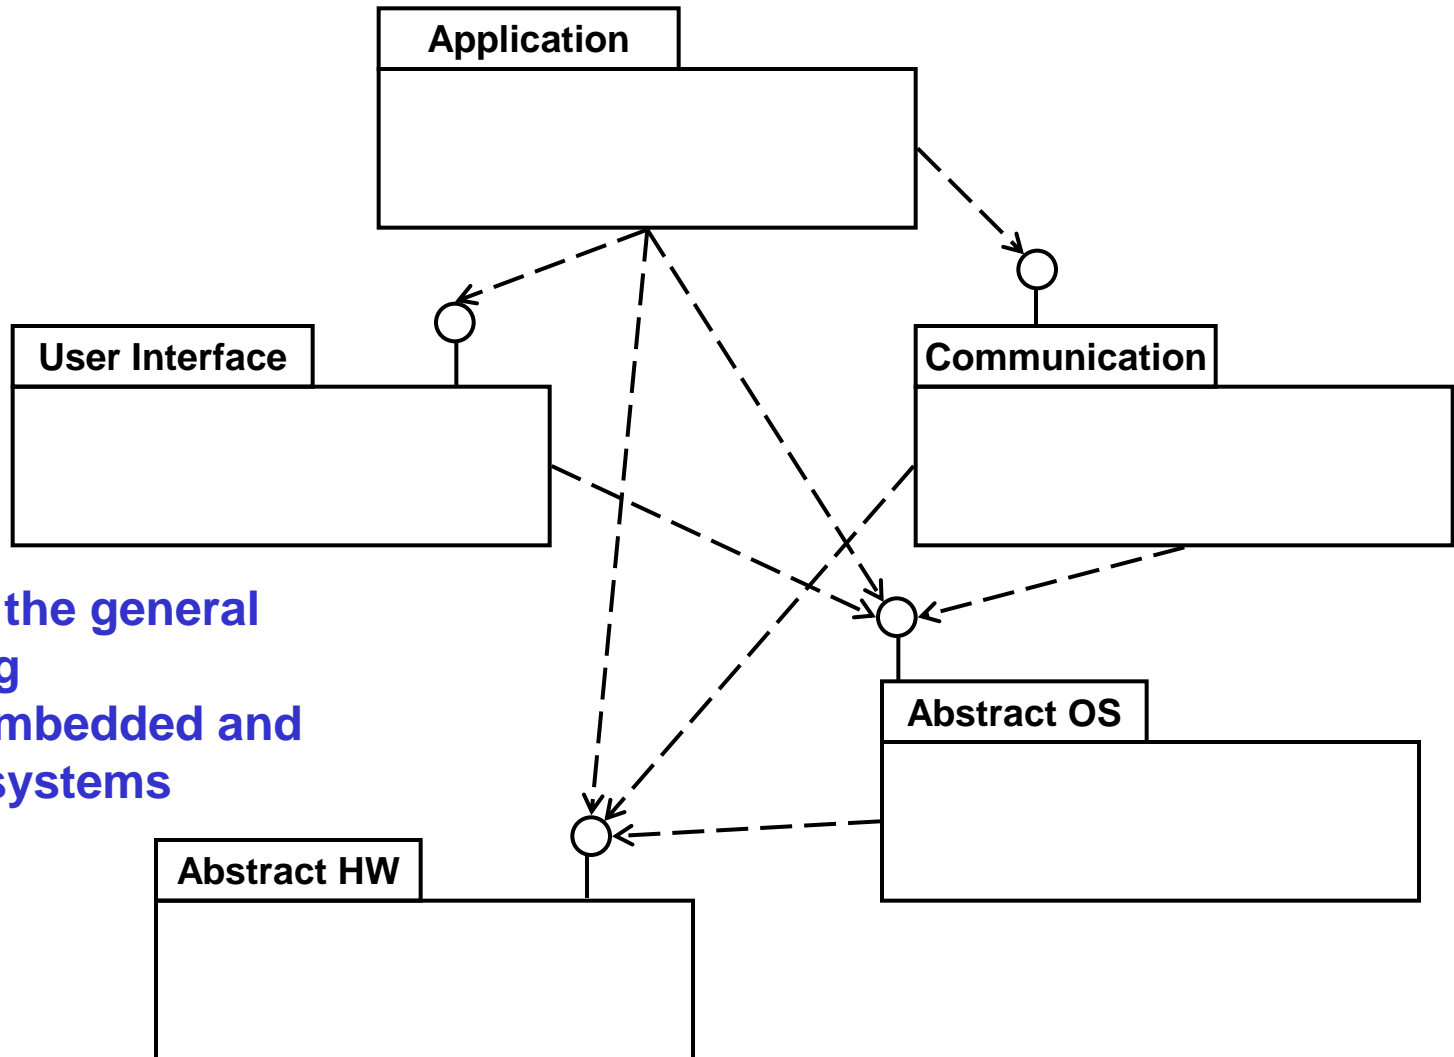 Application
User Interface
Communication
the general
g
mbedded and
systems
Abstract OS
Abstract HW